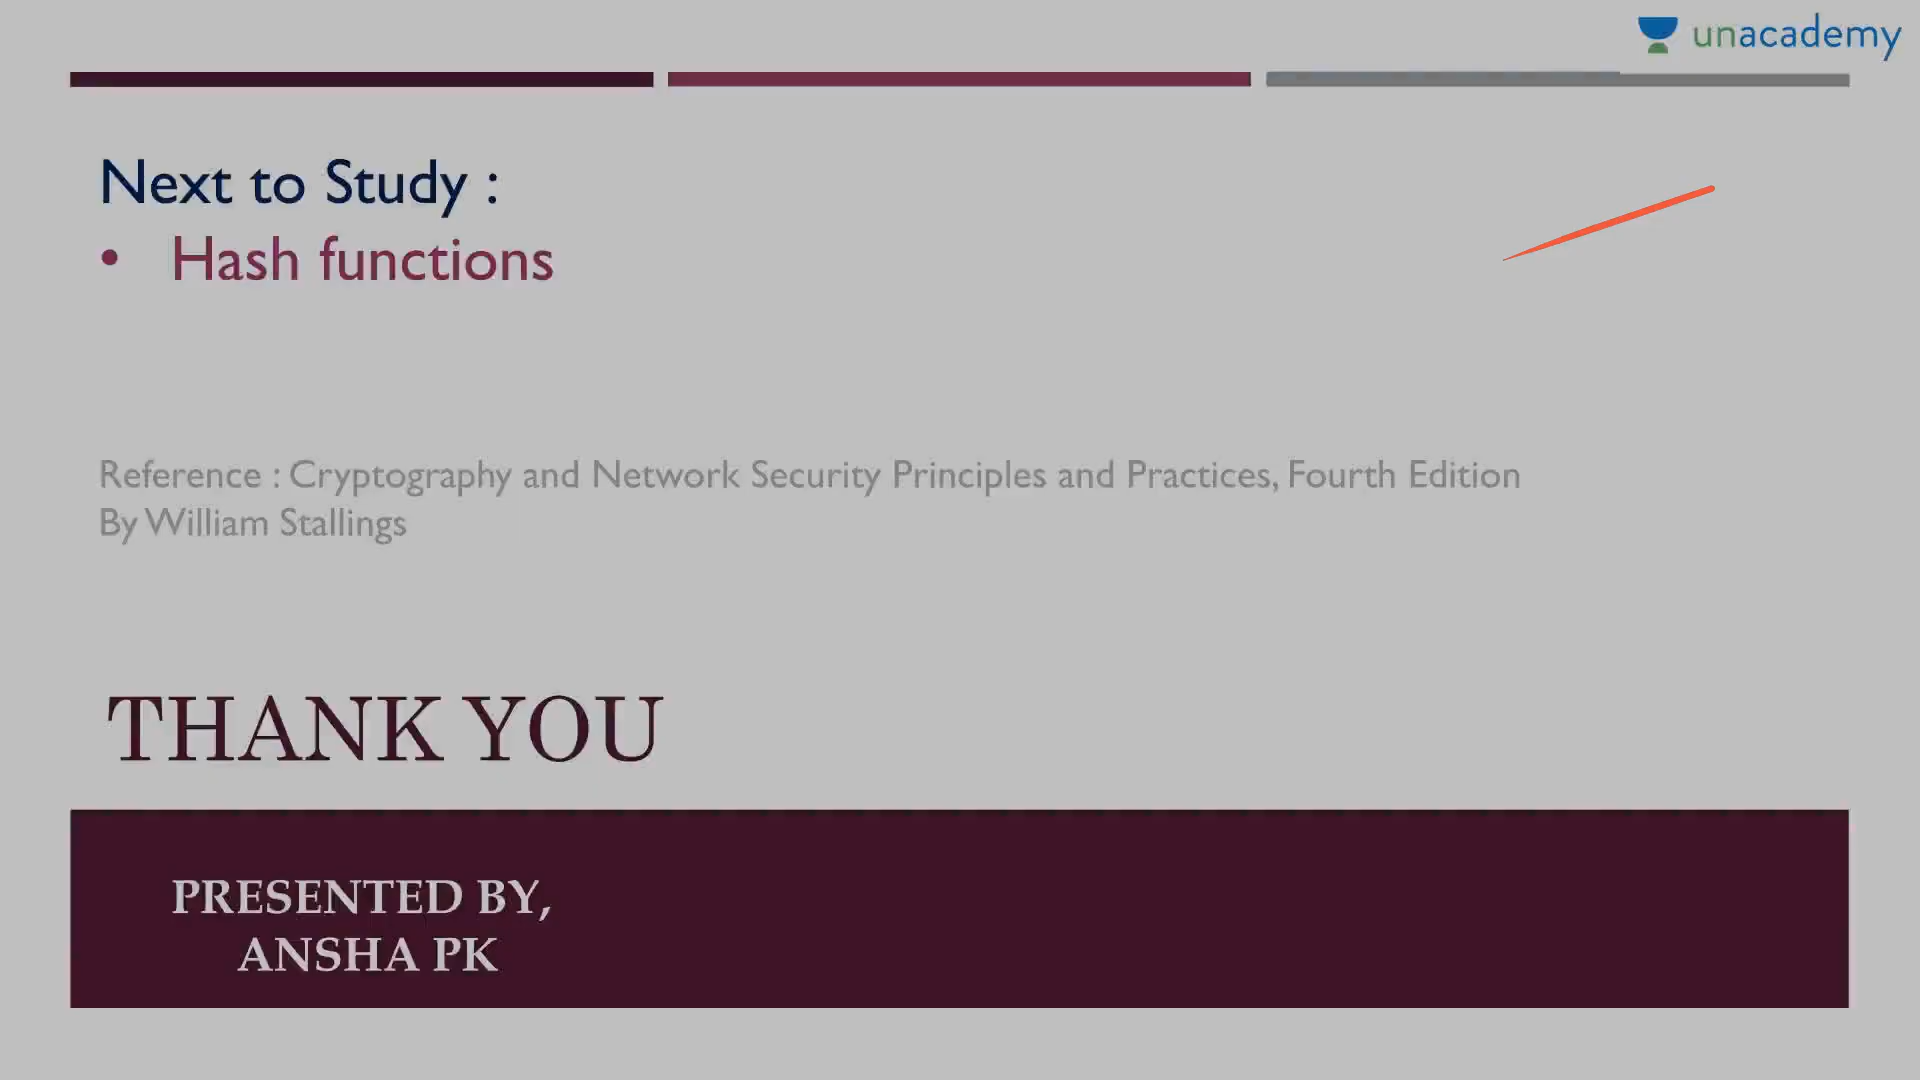 unacademy
Next to Study :
• Hash functions
Reference : Cryptography and Network Security Principles and Practices, Fourth Edition
By William Stallings
THANK YOU
PRESENTED BY,
ANSHA PK